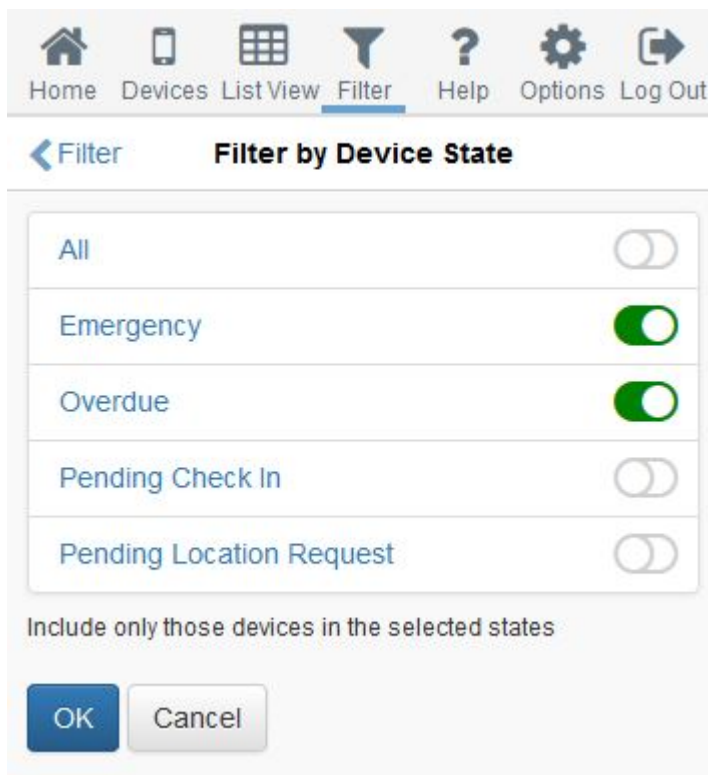 Home Devices List View Filter Help Options Log Out
Filter Filter by Device State
All
Emergency
Overdue
Pending Check In
Pending Location Request
Include only those devices in the selected states
OK Cancel